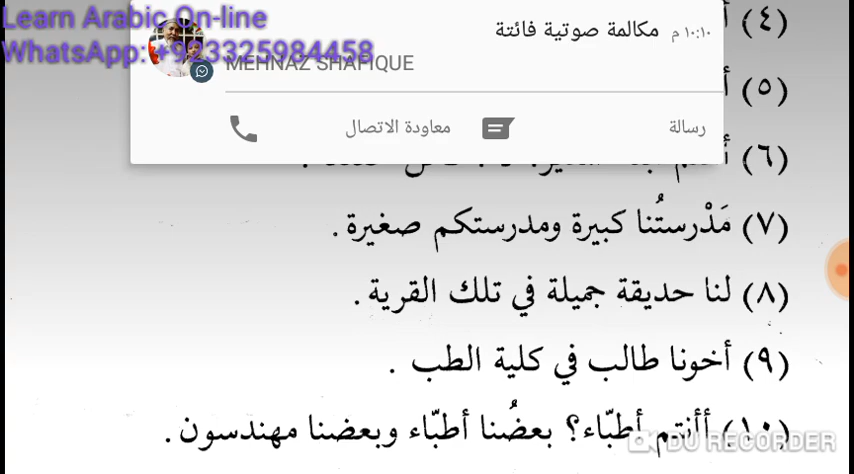 Learn Arabic On-line
WhatsApp: +923325984458
مكالمة صوتية فائتة ١٠:١٠ م
MEHNAZ SHAFIQUE
معاودة الاتصال
رسالة
(٤)
(٥)
(٦)
(٧) مَدْرستُنا كبيرة ومدرستكم صغيرة .
(٨) لنا حديقة جميلة في تلك القرية .
(٩) أخونا طالب في كلية الطب .
(١٠) أأنتم أطبّاء؟ بعضُنا أطبّاء وبعضنا مهندسون .
DU RECORDER